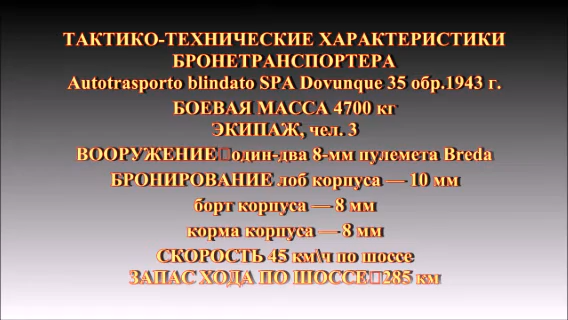 ТАКТИКО-ТЕХНИЧЕСКИЕ ХАРАКТЕРИСТИКИ
БРОНЕТРАНСПОРТЕРА
Autotrasporto blindato SPA Dovunque 35 обр.1943 г.
БОЕВАЯ МАССА 4700 кг
ЭКИПАЖ, чел. 3
ВООРУЖЕНИЕ□один-два 8-мм пулемета Breda
БРОНИРОВАНИЕ лоб корпуса — 10 мм
борт корпуса — 8 мм
корма корпуса — 8 мм
СКОРОСТЬ 45 км\ч по шоссе
ЗАПАС ХОДА ПО ШОССЕ□285 км